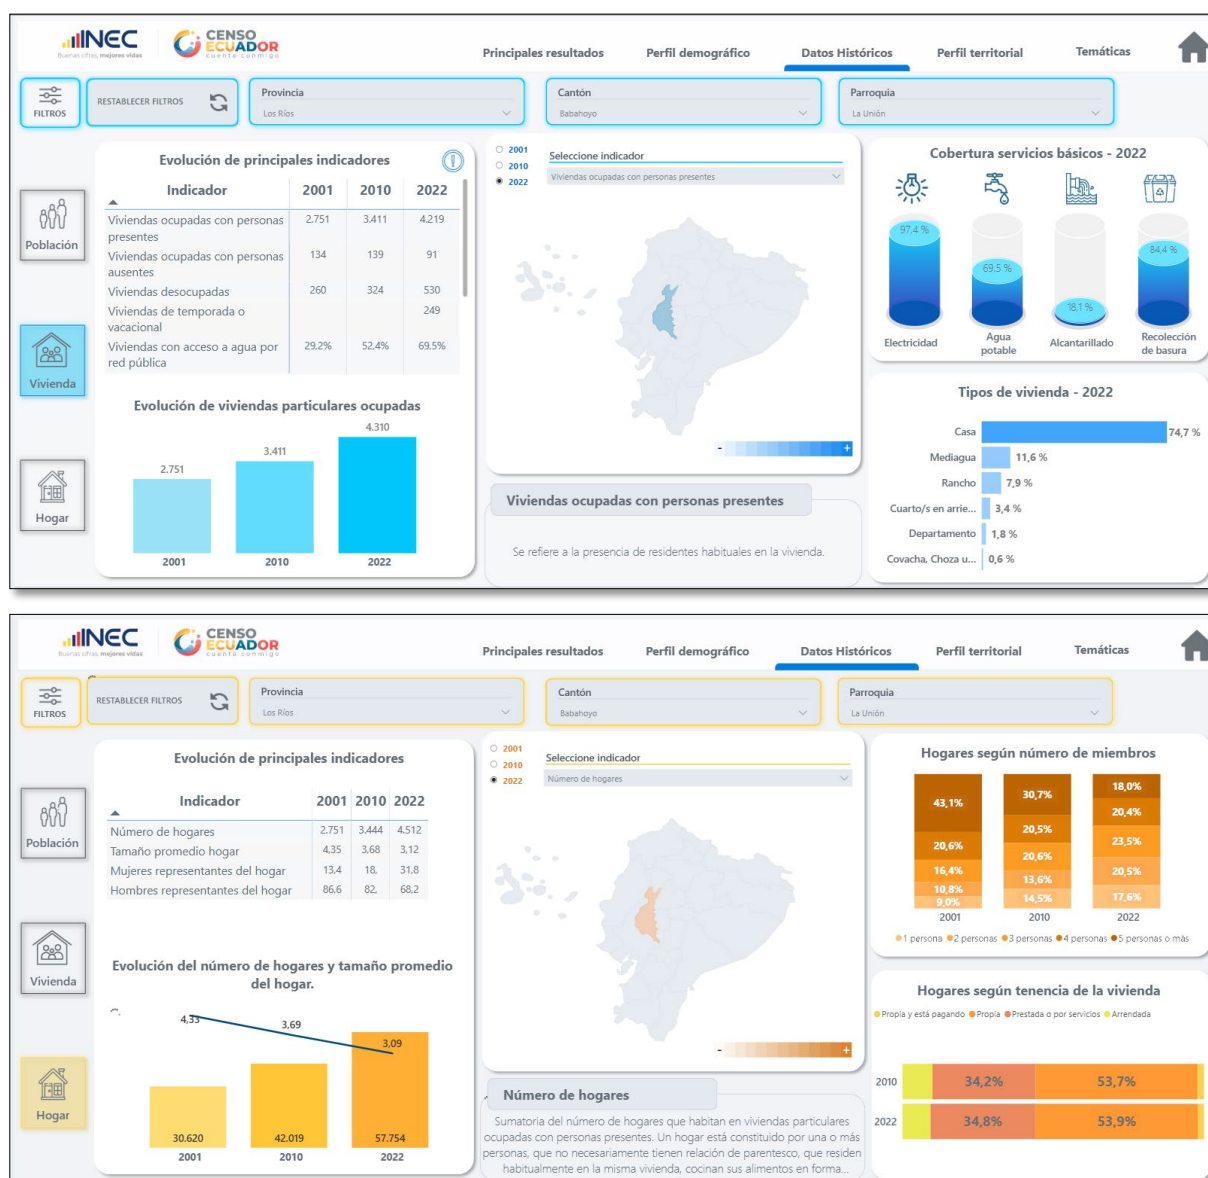 INEC
Buenas cifras, mejores vidas
CENSO
ECUADOR
cuenta conmigo
Principales resultados
Perfil demográfico
Datos Históricos
Perfil territorial
Temáticas
FILTROS
RESTABLECER FILTROS
Provincia
Los Ríos
Cantón
Babahoyo
Parroquia
La Unión
Población
Vivienda
Hogar
Evolución de principales indicadores
Indicador 2001 2010 2022
Viviendas ocupadas con personas 2.751 3.411 4.219
presentes
Viviendas ocupadas con personas 134 139 91
ausentes
Viviendas desocupadas 260 324 530
Viviendas de temporada o 249
vacacional
Viviendas con acceso a agua por 29,2% 52.4% 69.5%
red pública
Evolución de viviendas particulares ocupadas
2.751
3.411
4.310
2001 2010 2022
2001
2010
2022
Seleccione indicador
Viviendas ocupadas con personas presentes
- +
Viviendas ocupadas con personas presentes
Se refiere a la presencia de residentes habituales en la vivienda.
Cobertura servicios básicos - 2022
97,4 %
69.5 %
18,1 %
84,4 %
Electricidad
Agua
potable
Alcantarillado
Recolección
de basura
Tipos de vivienda - 2022
Casa 74,7 %
Mediagua 11,6 %
Rancho 7,9 %
Cuarto/s en arrie... 3,4 %
Departamento 1,8 %
Covacha, Choza u... 0,6 %
INEC
Buenas cifras, mejores vidas
CENSO
ECUADOR
cuenta conmigo
Principales resultados
Perfil demográfico
Datos Históricos
Perfil territorial
Temáticas
FILTROS
RESTABLECER FILTROS
Provincia
Los Ríos
Cantón
Babahoyo
Parroquia
La Unión
Población
Vivienda
Hogar
Evolución de principales indicadores
Indicador 2001 2010 2022
Número de hogares 2.751 3.444 4.512
Tamaño promedio hogar 4,35 3,68 3,12
Mujeres representantes del hogar 13,4 18, 31,8
Hombres representantes del hogar 86,6 82, 68,2
Evolución del número de hogares y tamaño promedio
del hogar.
4,33
3,69
3,09
30.620 42.019 57.754
2001 2010 2022
2001
2010
2022
Seleccione indicador
Número de hogares
- +
Número de hogares
Sumatoria del número de hogares que habitan en viviendas particulares
ocupadas con personas presentes. Un hogar está constituido por una o más
personas, que no necesariamente tienen relación de parentesco, que residen
habitualmente en la misma vivienda, cocinan sus alimentos en forma...
Hogares según número de miembros
43,1% 30,7% 18,0%
20,6% 20,5% 20,4%
16,4% 20,6% 23,5%
10,8% 13,6% 20,5%
9,0% 14,5% 17,6%
2001 2010 2022
1 persona 2 personas 3 personas 4 personas 5 personas o más
Hogares según tenencia de la vivienda
Propia y está pagando Propia Prestada o por servicios Arrendada
2010 34,2% 53,7%
2022 34,8% 53,9%